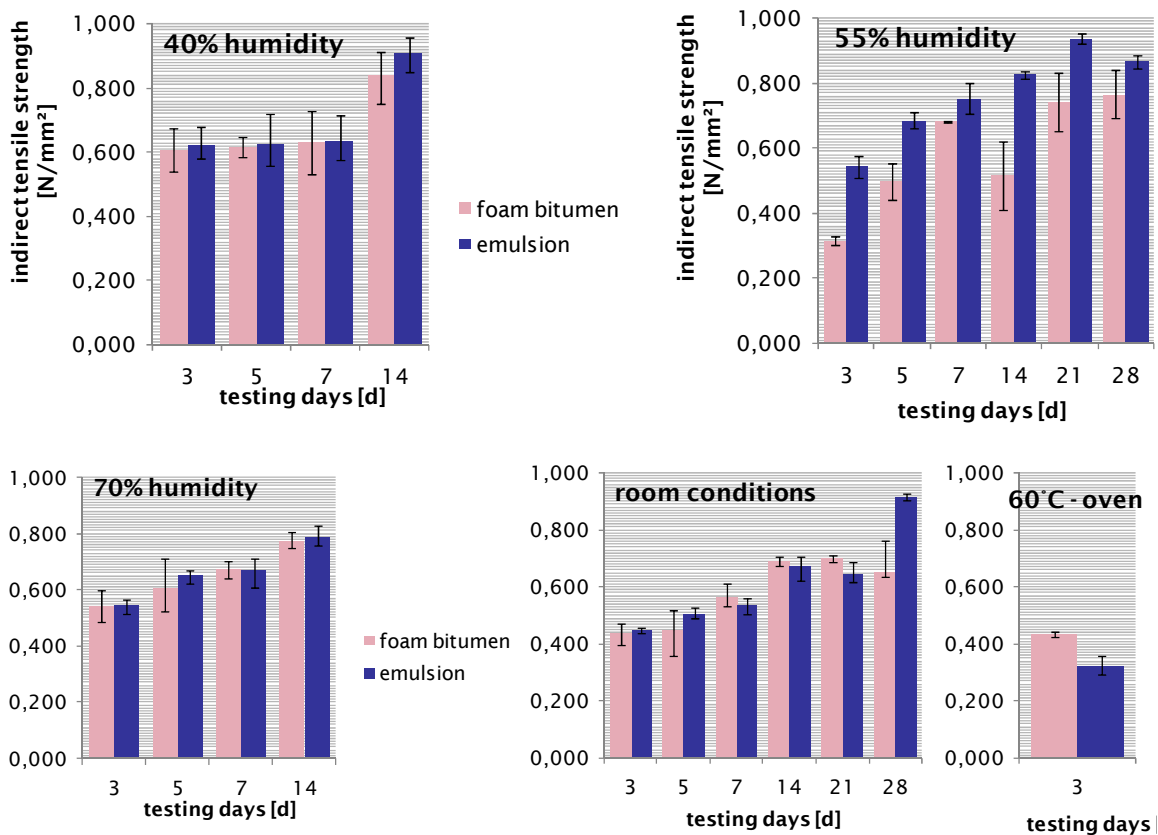 40% humidity
indirect tensile strength
[N/mm²]
1,000
0,800
0,600
0,400
0,200
0,000
3 5 7 14
testing days [d]
foam bitumen
emulsion
55% humidity
indirect tensile strength
[N/mm²]
1,000
0,800
0,600
0,400
0,200
0,000
3 5 7 14 21 28
testing days [d]
70% humidity
1,000
0,800
0,600
0,400
0,200
0,000
3 5 7 14
testing days [d]
foam bitumen
emulsion
room conditions
1,000
0,800
0,600
0,400
0,200
0,000
3 5 7 14 21 28
testing days [d]
60°C - oven
1,000
0,800
0,600
0,400
0,200
0,000
3
testing days [